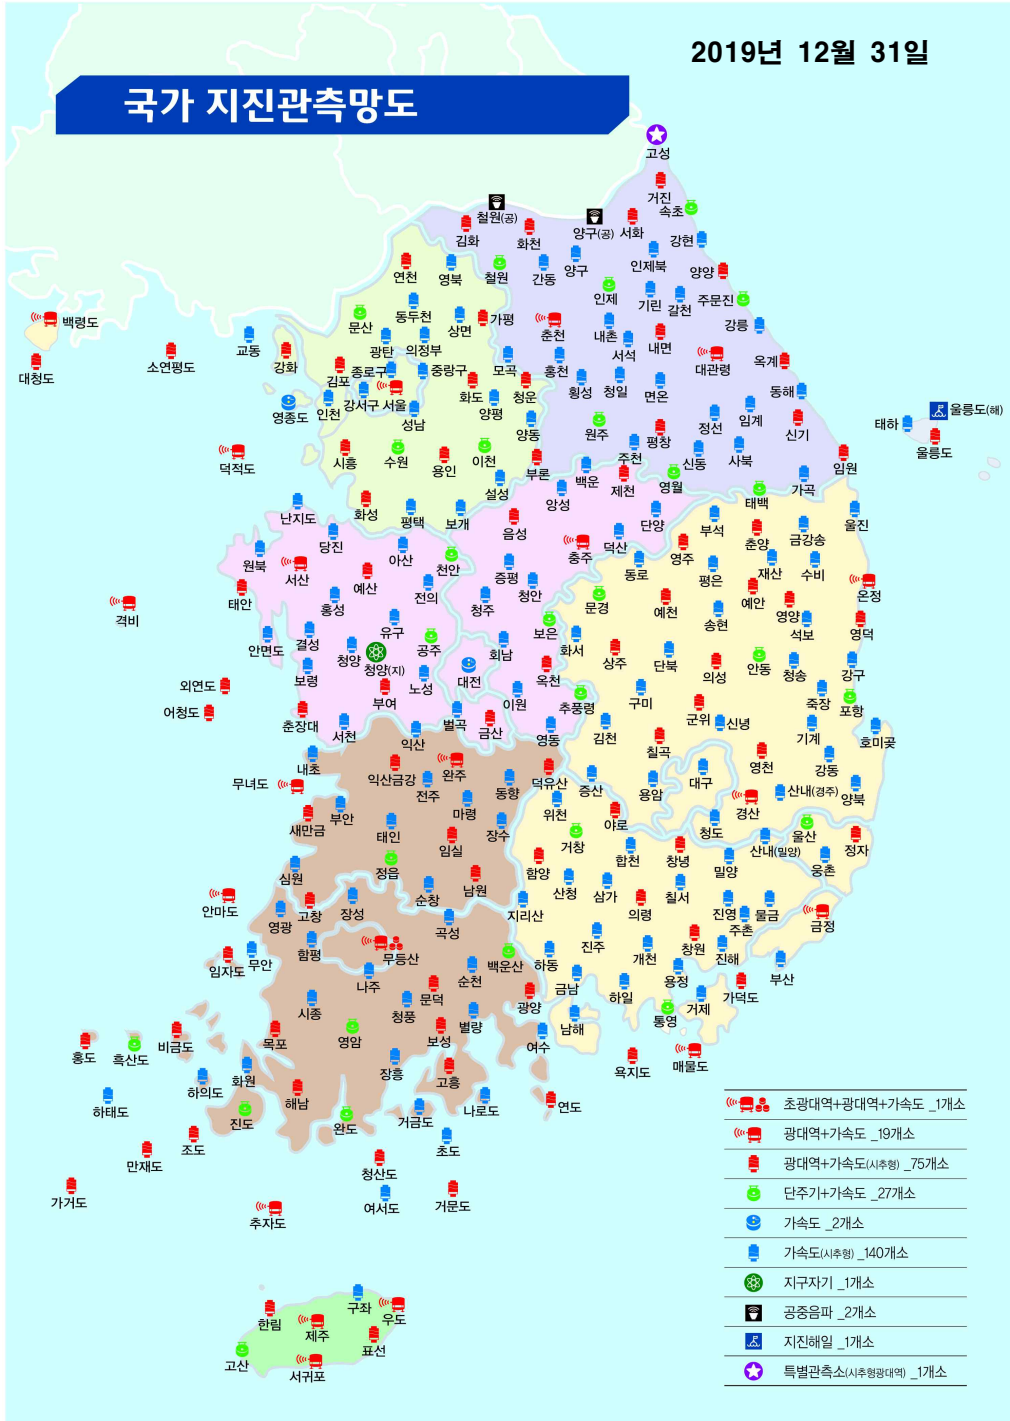 2019년 12월 31일
국가 지진관측망도
고성
거진
속초
철원(공)
양구(공)
서화
김화
화천
강현
연천
영북
철원
간동
양구
인제북
양양
인제
기린
갈천
주문진
문산
동두천
상면
가평
춘천
내촌
서석
내면
강릉
백령도
대청도
소연평도
교동
강화
광탄
의정부
대관령
옥계
김포
종로구
중랑구
모곡
홍천
횡성
청일
면온
동해
영종도
인천
강서구
서울
성남
화도
양평
청운
양동
원주
평창
정선
임계
신기
태하
울릉도(해)
울릉도
덕적도
시흥
수원
용인
이천
부론
주천
신동
사북
임원
설성
백운
제천
영월
가곡
난지도
화성
평택
보개
앙성
태백
음성
단양
부석
춘양
금강송
울진
당진
아산
천안
충주
덕산
원북
서산
예산
증평
동로
영주
평은
재산
수비
태안
홍성
전의
청주
청안
문경
예천
예안
온정
격비
유구
송현
영양
석보
영덕
안면도
결성
청양
청양(지)
공주
회남
보은
화서
상주
단북
의성
안동
청송
강구
보령
노성
대전
옥천
외연도
부여
이원
추풍령
구미
죽장
포항
어청도
춘장대
서천
벌곡
금산
영동
김천
군위
신녕
기계
호미곶
익산
칠곡
내초
익산금강
완주
덕유산
영천
강동
무녀도
전주
동향
증산
용암
대구
산내(경주)
양북
새만금
부안
마령
위천
경산
태인
임실
장수
야로
청도
울산
정자
거창
합천
창녕
산내(밀양)
심원
정읍
함양
밀양
웅촌
남원
산청
삼가
칠서
안마도
고창
장성
순창
지리산
의령
진영
물금
영광
곡성
주촌
금정
함평
무등산
진주
창원
임자도
무안
백운산
하동
개천
진해
나주
순천
용정
부산
문덕
금남
하일
가덕도
시종
청풍
광양
거제
별량
남해
통영
목포
영암
보성
여수
홍도
흑산도
비금도
화원
장흥
고흥
욕지도
매물도
하의도
하태도
해남
나로도
연도
진도
완도
거금도
조도
초도
만재도
청산도
가거도
여서도
거문도
추자도
구좌
우도
한림
제주
표선
고산
서귀포
초광대역+광대역+가속도 _1개소
광대역+가속도 _19개소
광대역+가속도(시추형) _75개소
단주기+가속도 _27개소
가속도 _2개소
가속도(시추형) _140개소
지구자기 _1개소
공중음파 _2개소
지진해일 _1개소
특별관측소(시추형광대역) _1개소